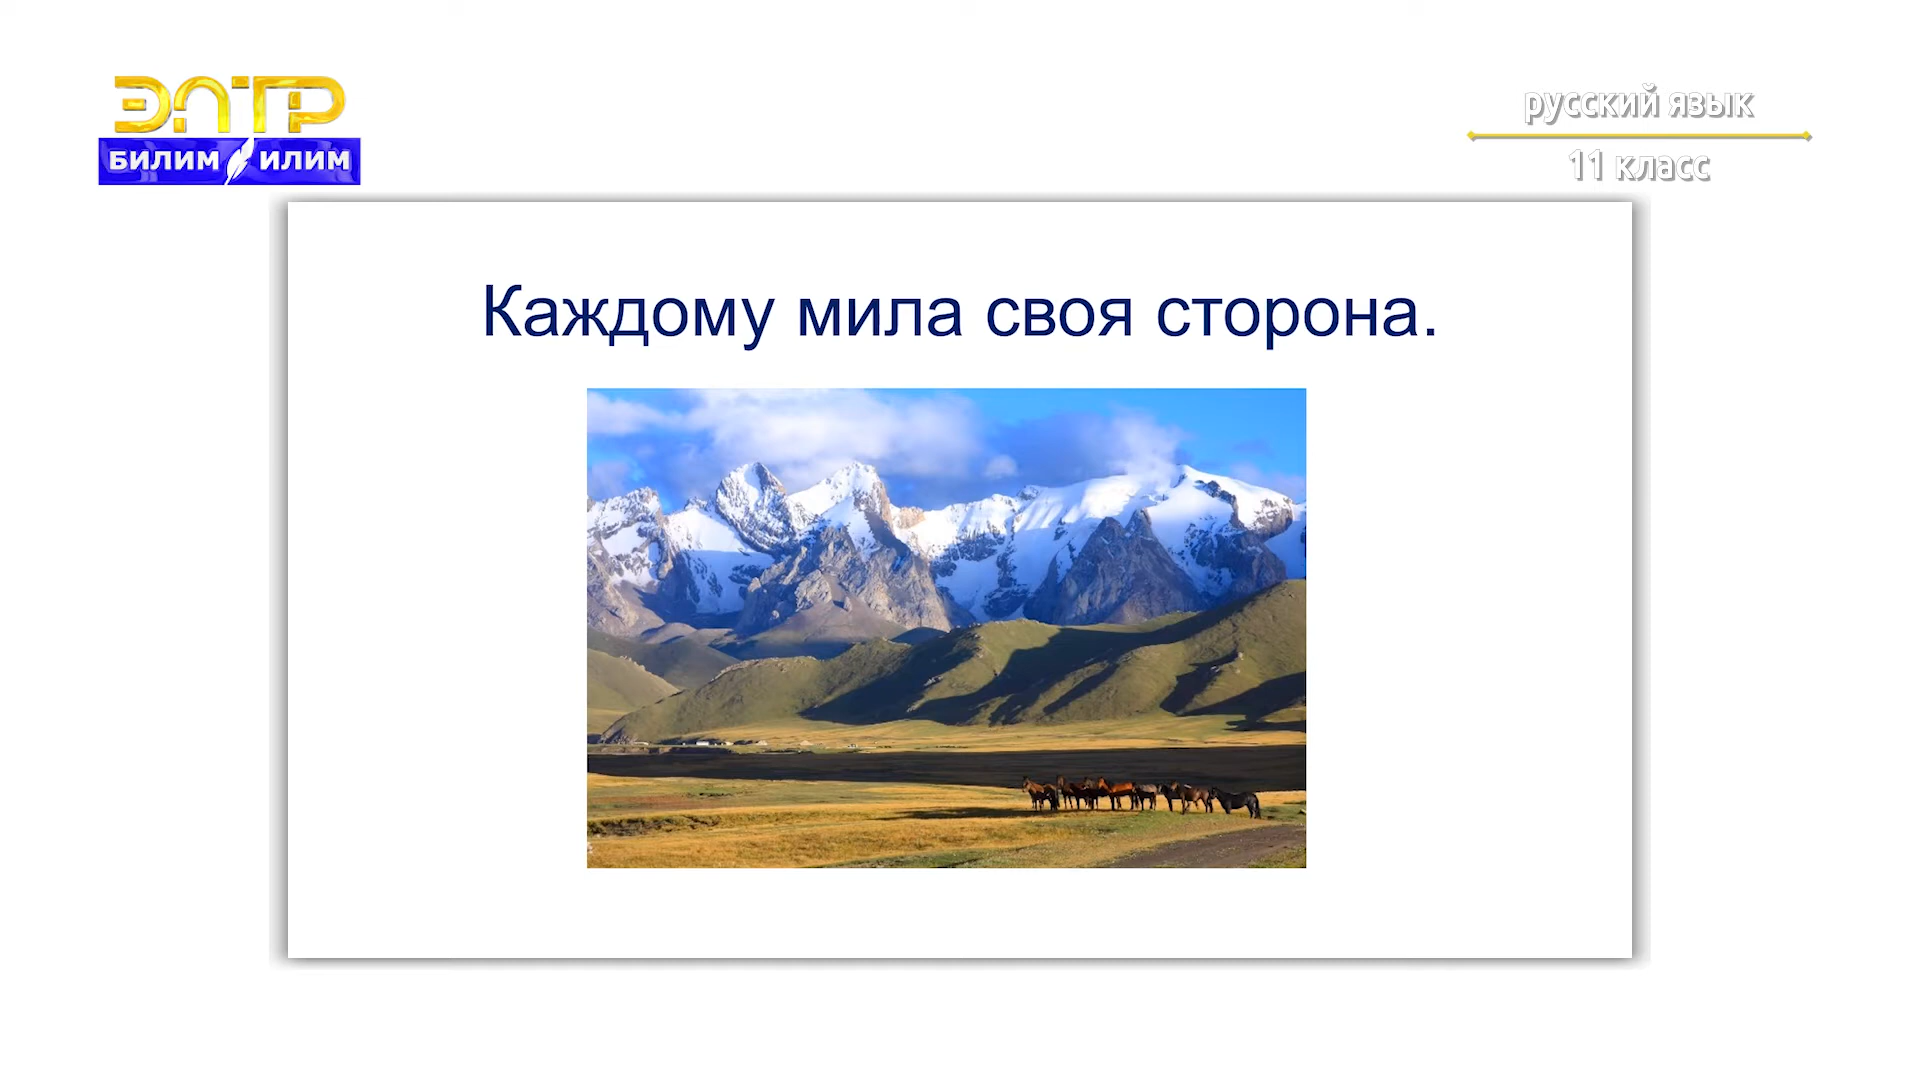 ЭЛТР
БИЛИМ ИЛИМ
русский язык
11 класс
Каждому мила своя сторона.